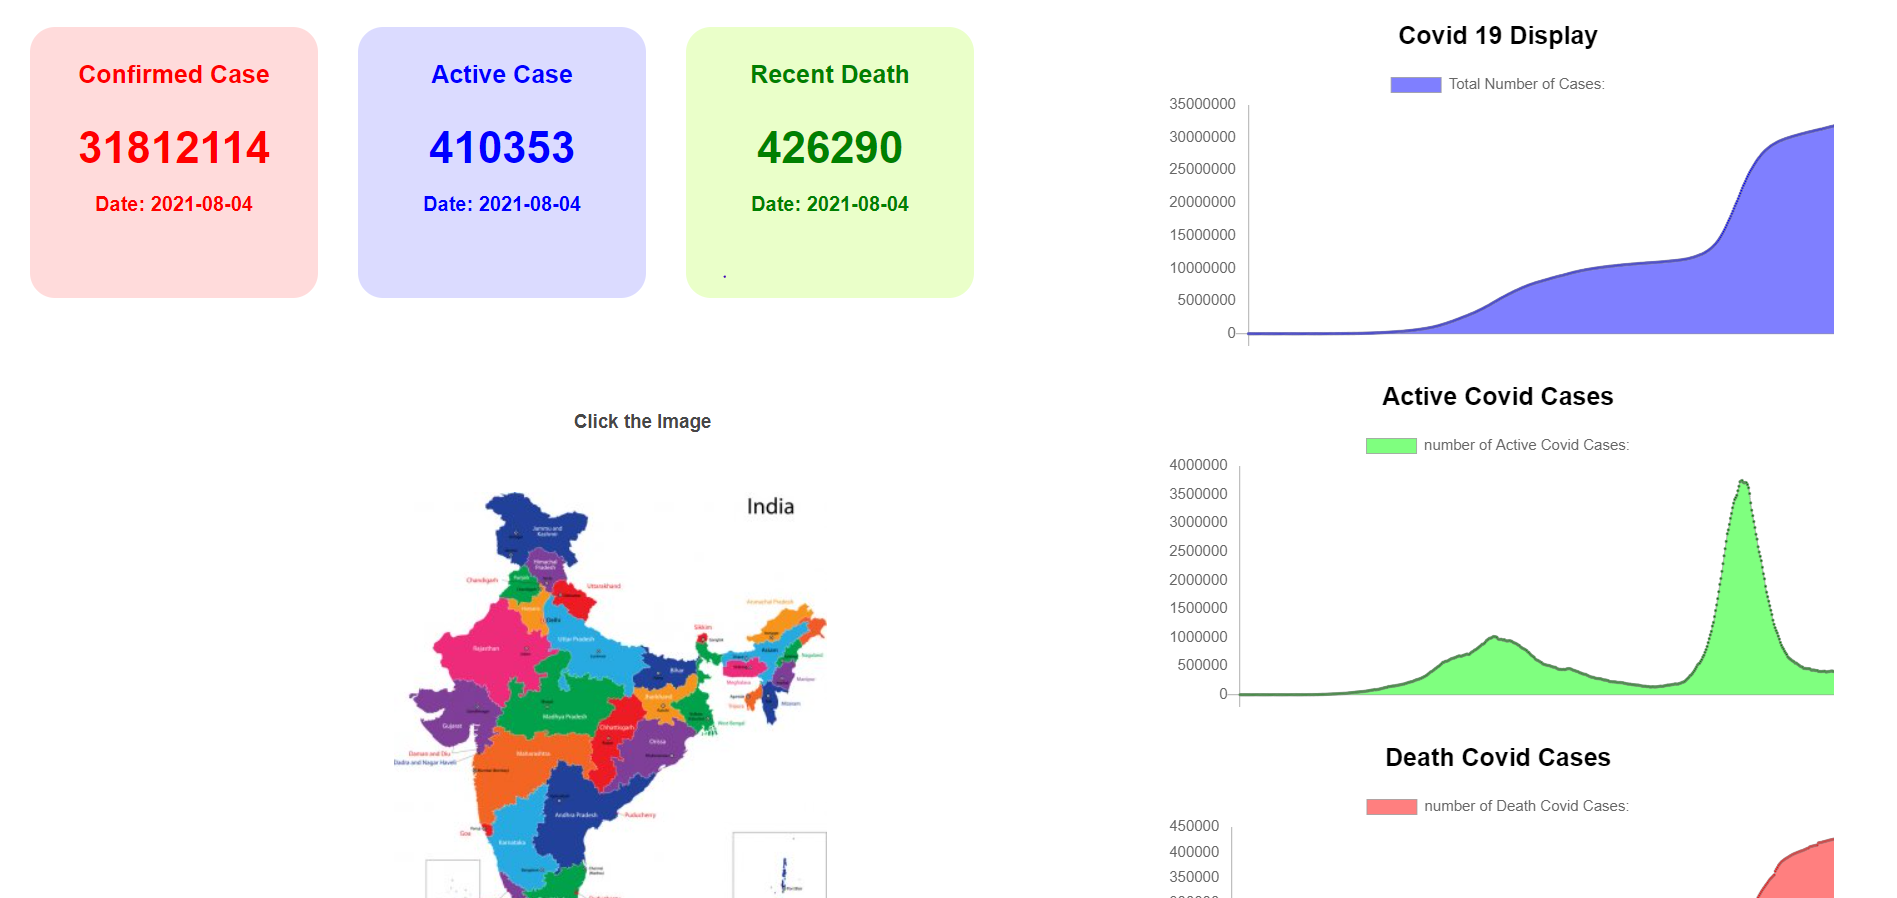 Confirmed Case
31812114
Date: 2021-08-04
Active Case
410353
Date: 2021-08-04
Recent Death
426290
Date: 2021-08-04
Covid 19 Display
Total Number of Cases:
35000000
30000000
25000000
20000000
15000000
10000000
5000000
0
Click the Image
India
Jammu and
Kashmir
Himachal
Pradesh
Chandigarh
Punjab
Uttarakhand
Haryana
Delhi
Arunachal Pradesh
Sikkim
Rajasthan
Uttar Pradesh
Assam
Nagaland
Bihar
Meghalaya
Manipur
Jharkhand
Tripura
Mizoram
West Bengal
Gujarat
Madhya Pradesh
Chhattisgarh
Orissa
Daman and Diu
Dadra and Nagar Haveli
Maharashtra
Andhra Pradesh
Puducherry
Goa
Karnataka
Active Covid Cases
number of Active Covid Cases:
4000000
3500000
3000000
2500000
2000000
1500000
1000000
500000
0
Death Covid Cases
number of Death Covid Cases:
450000
400000
350000